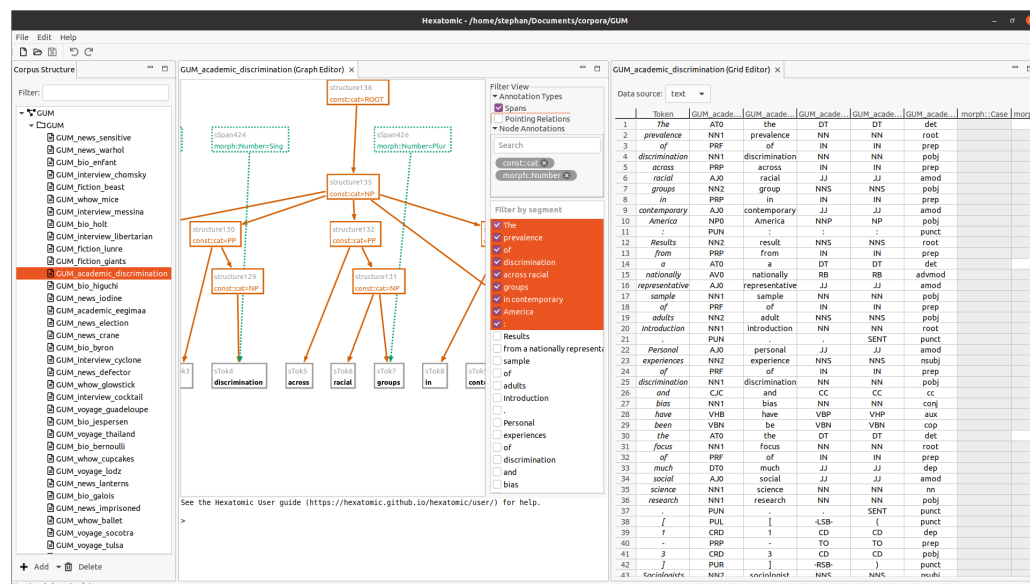 Hexatomic - /home/stephan/Documents/corpora/GUM
File Edit Help
Corpus Structure
Filter:
GUM
GUM
GUM_news_sensitive
GUM_news_warhol
GUM_bio_enfant
GUM_interview_chomsky
GUM_fiction_beast
GUM_whow_mice
GUM_interview_messina
GUM_bio_holt
GUM_interview_libertarian
GUM_fiction_lunre
GUM_fiction_giants
GUM_academic_discrimination
GUM_bio_higuchi
GUM_news_iodine
GUM_academic_eegimaa
GUM_news_election
GUM_news_crane
GUM_bio_byron
GUM_interview_cyclone
GUM_news_defector
GUM_whow_glowstick
GUM_interview_cocktail
GUM_voyage_guadeloupe
GUM_bio_jespersen
GUM_voyage_thailand
GUM_bio_bernoulli
GUM_whow_cupcakes
GUM_voyage_lodz
GUM_news_lanterns
GUM_bio_galois
GUM_news_imprisoned
GUM_whow_ballet
GUM_voyage_socotra
GUM_voyage_tulsa
Add Delete
GUM_academic_discrimination (Graph Editor)
structure136
const::cat=ROOT
sSpan424
morph::Number=Sing
sSpan426
morph::Number=Plur
structure135
const::cat=NP
structure130
const::cat=PP
structure132
const::cat=PP
structure129
const::cat=NP
structure131
const::cat=NP
sTok4
discrimination
sTok5
across
sTok6
racial
sTok7
groups
sTok8
in
Filter View
Annotation Types
Spans
Pointing Relations
Node Annotations
Search
const::cat
morph::Number
Filter by segment
The
prevalence
of
discrimination
across racial
groups
in contemporary
America
:
Results
from a nationally representa
sample
of
adults
Introduction
.
Personal
experiences
of
discrimination
and
bias
See the Hexatomic User guide (https://hexatomic.github.io/hexatomic/user/) for help.
>
GUM_academic_discrimination (Grid Editor)
Data source: text
Token GUM_acade... GUM_acade... GUM_acade... GUM_acade... GUM_acade... morph::Case morp
1 The AT0 the DT DT det
2 prevalence NN1 prevalence NN NN root
3 of PRF of IN IN prep
4 discrimination NN1 discrimination NN NN pobj
5 across PRP across IN IN prep
6 racial AJ0 racial JJ JJ amod
7 groups NN2 group NNS NNS pobj
8 in PRP in IN IN prep
9 contemporary AJ0 contemporary JJ JJ amod
10 America NP0 America NNP NP pobj
11 : PUN : : : punct
12 Results NN2 result NNS NNS root
13 from PRP from IN IN prep
14 a AT0 a DT DT det
15 nationally AV0 nationally RB RB advmod
16 representative AJ0 representative JJ JJ amod
17 sample NN1 sample NN NN pobj
18 of PRF of IN IN prep
19 adults NN2 adult NNS NNS pobj
20 Introduction NN1 introduction NN NN root
21 . PUN . . SENT punct
22 Personal AJ0 personal JJ JJ amod
23 experiences NN2 experience NNS NNS nsubj
24 of PRF of IN IN prep
25 discrimination NN1 discrimination NN NN pobj
26 and CJC and CC CC cc
27 bias NN1 bias NN NN conj
28 have VHB have VBP VHP aux
29 been VBN be VBN VBN cop
30 the AT0 the DT DT det
31 focus NN1 focus NN NN root
32 of PRF of IN IN prep
33 much DT0 much JJ JJ dep
34 social AJ0 social JJ JJ amod
35 science NN1 science NN NN nn
36 research NN1 research NN NN pobj
37 . PUN . . SENT punct
38 [ PUL [ -LSB- ( punct
39 1 CRD 1 CD CD dep
40 - PRP - TO TO prep
41 3 CRD 3 CD CD pobj
42 ] PUR ] -RSB- ) punct
43 Sociologists NN2 sociologist NNS NNS nsubj